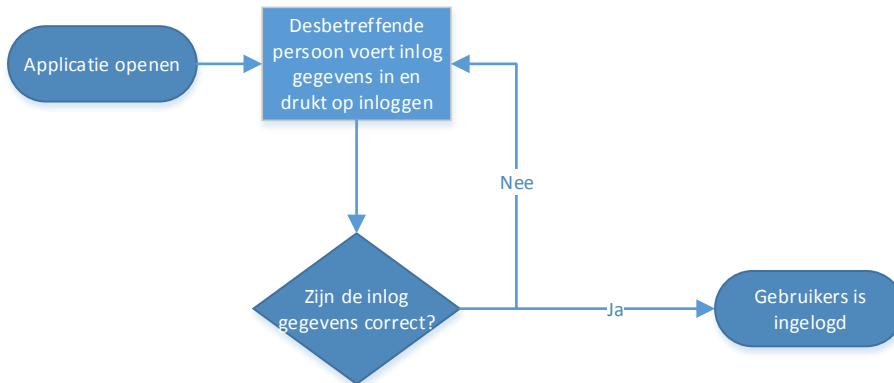 Applicatie openen
Desbetreffende
persoon voert inlog
gegevens in en
drukt op inloggen
Nee
Zijn de inlog
gegevens correct?
Ja
Gebruikers is
ingelogd